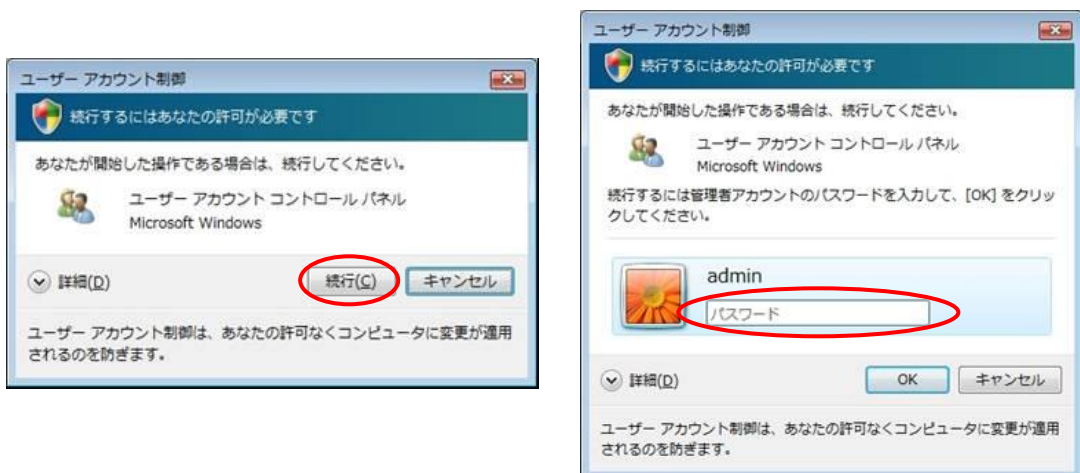 ユーザー アカウント制御
続行するにはあなたの許可が必要です
あなたが開始した操作である場合は、続行してください。
ユーザー アカウント コントロール パネル
Microsoft Windows
詳細(D)
続行(C)
キャンセル
ユーザー アカウント制御は、あなたの許可なくコンピュータに変更が適用
されるのを防ぎます。
ユーザー アカウント制御
続行するにはあなたの許可が必要です
あなたが開始した操作である場合は、続行してください。
ユーザー アカウント コントロール パネル
Microsoft Windows
続行するには管理者アカウントのパスワードを入力して、[OK] をクリッ
クしてください。
admin
パスワード
詳細(D)
OK
キャンセル
ユーザー アカウント制御は、あなたの許可なくコンピュータに変更が適用
されるのを防ぎます。